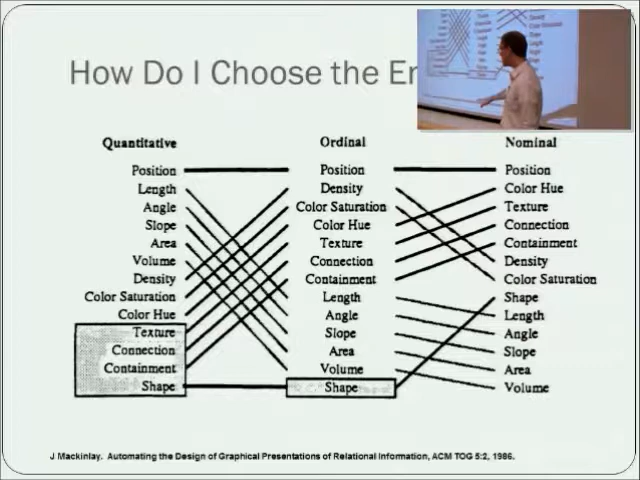 How Do I Choose the En
Quantitative Ordinal Nominal
Position Position Position
Length Density Color Hue
Angle Color Saturation Texture
Slope Color Hue Connection
Area Texture Containment
Volume Connection Density
Density Containment Color Saturation
Color Saturation Length Shape
Color Hue Angle Length
Texture Slope Angle
Connection Area Slope
Containment Volume Area
Shape Shape Volume
J Mackinlay. Automating the Design of Graphical Presentations of Relational Information, ACM TOG 5:2, 1986.